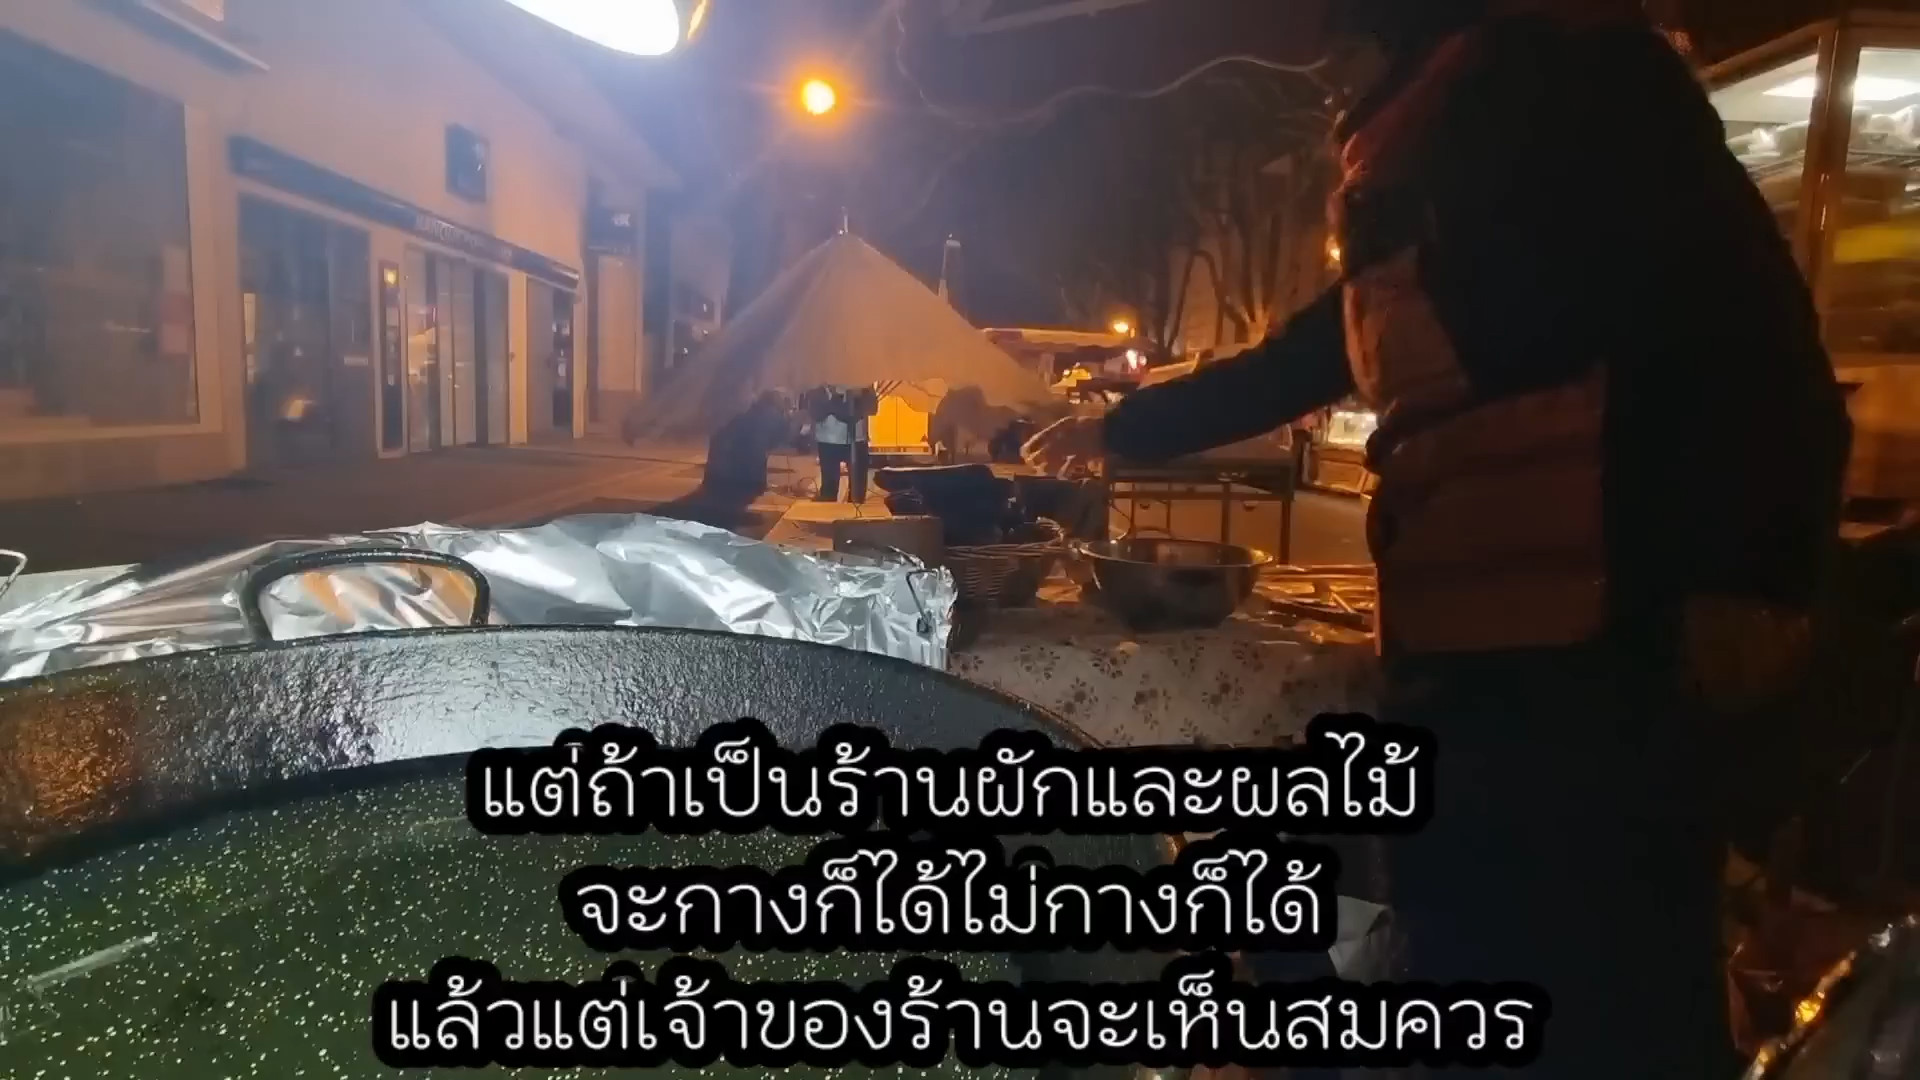 แต่ถ้าเป็นร้านผักและผลไม้
จะกางก็ได้ไม่กางก็ได้
แล้วแต่เจ้าของร้านจะเห็นสมควร